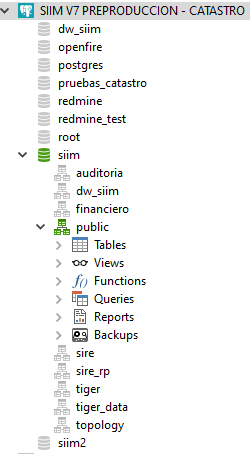 SIIM V7 PREPRODUCCION - CATASTRO
dw_siim
openfire
postgres
pruebas_catastro
redmine
redmine_test
root
siim
auditoria
dw_siim
financiero
public
Tables
Views
Functions
Queries
Reports
Backups
sire
sire_rp
tiger
tiger_data
topology
siim2